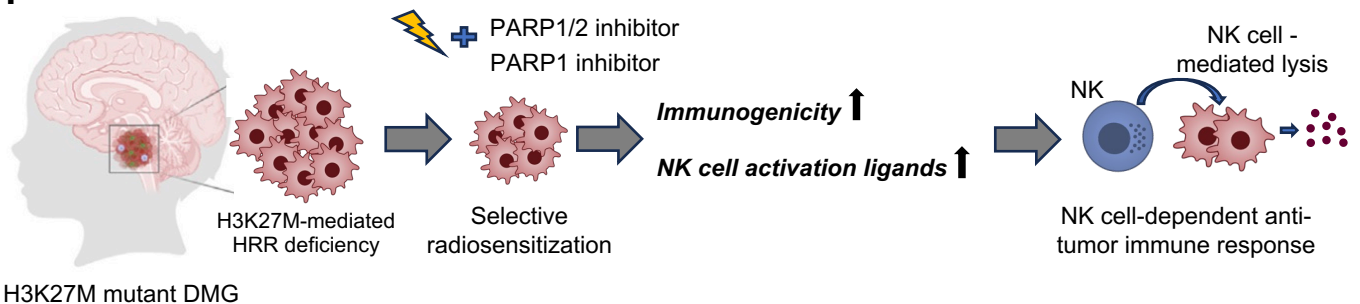 PARP1/2 inhibitor
PARP1 inhibitor
H3K27M-mediated
HRR deficiency
H3K27M mutant DMG
Selective
radiosensitization
Immunogenicity
NK cell activation ligands
NK
NK cell -
mediated lysis
NK cell-dependent anti-
tumor immune response